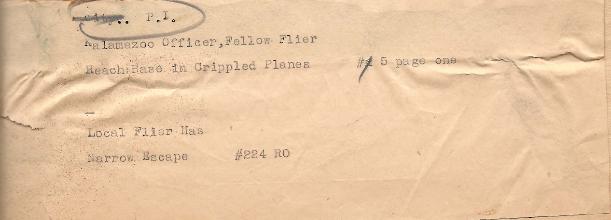 P.I.
Kalamazoo Officer,Fellow Flier
Reach Base in Crippled Planes #1 5 page one
—
Local Flier Has
Narrow Escape #224 RO